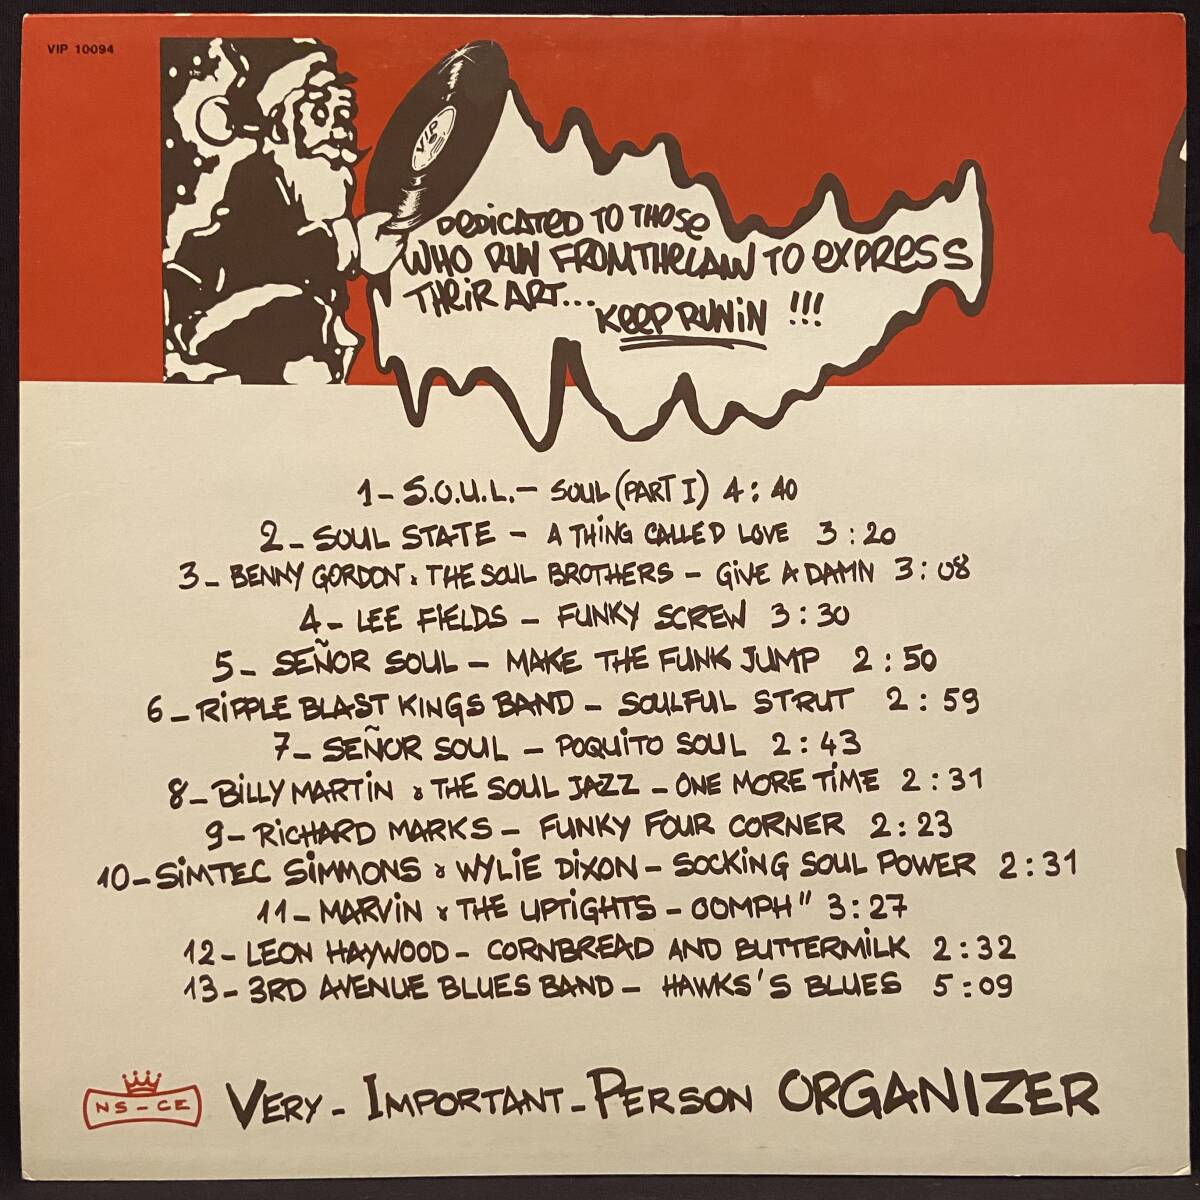 VIP 10094
VIP
DEDICATED TO THOSE
WHO RUN FROM THE LAW TO EXPRESS
THEIR ART...
KEEP RUNIN !!!
1- S.O.U.L.- SOUL (PART I) 4:40
2- SOUL STATE - A THING CALLED LOVE 3:20
3- BENNY GORDON & THE SOUL BROTHERS - GIVE A DAMN 3:08
4- LEE FIELDS - FUNKY SCREW 3:30
5- SEÑOR SOUL - MAKE THE FUNK JUMP 2:50
6- RIPPLE BLAST KINGS BAND - SOULFUL STRUT 2:59
7- SEÑOR SOUL - POQUITO SOUL 2:43
8- BILLY MARTIN & THE SOUL JAZZ - ONE MORE TIME 2:31
9- RICHARD MARKS - FUNKY FOUR CORNER 2:23
10- SIMTEC SIMMONS & WYLIE DIXON - SOCKING SOUL POWER 2:31
11- MARVIN & THE UPTIGHTS - OOMPH" 3:27
12- LEON HAYWOOD - CORNBREAD AND BUTTERMILK 2:32
13- 3RD AVENUE BLUES BAND - HAWKS'S BLUES 5:09
NS-CE
VERY - IMPORTANT - PERSON ORGANIZER